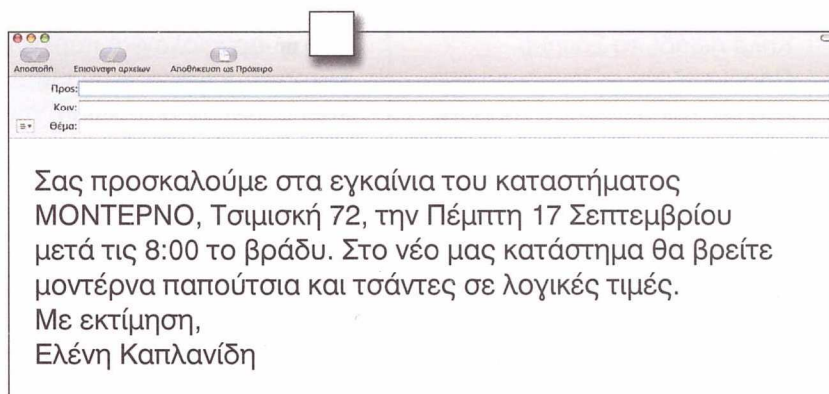 Αποστολή Επισύναψη αρχείων Αποθήκευση ως Πρόχειρο
Προς:
Κοιν:
Θέμα:
Σας προσκαλούμε στα εγκαίνια του καταστήματος
ΜΟΝΤΕΡΝΟ, Τσιμισκή 72, την Πέμπτη 17 Σεπτεμβρίου
μετά τις 8:00 το βράδυ. Στο νέο μας κατάστημα θα βρείτε
μοντέρνα παπούτσια και τσάντες σε λογικές τιμές.
Με εκτίμηση,
Ελένη Καπλανίδη